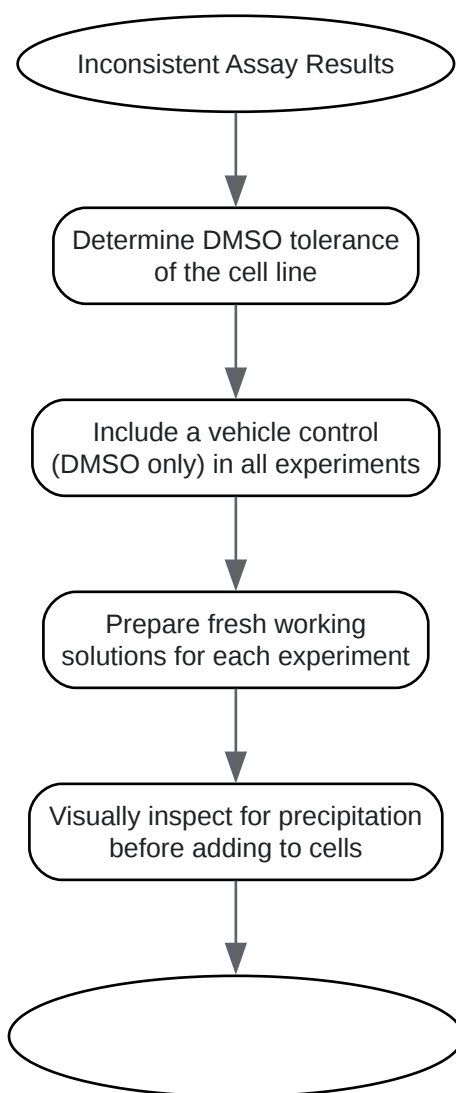 Inconsistent Assay Results
Determine DMSO tolerance
of the cell line
Include a vehicle control
(DMSO only) in all experiments
Prepare fresh working
solutions for each experiment
Visually inspect for precipitation
before adding to cells